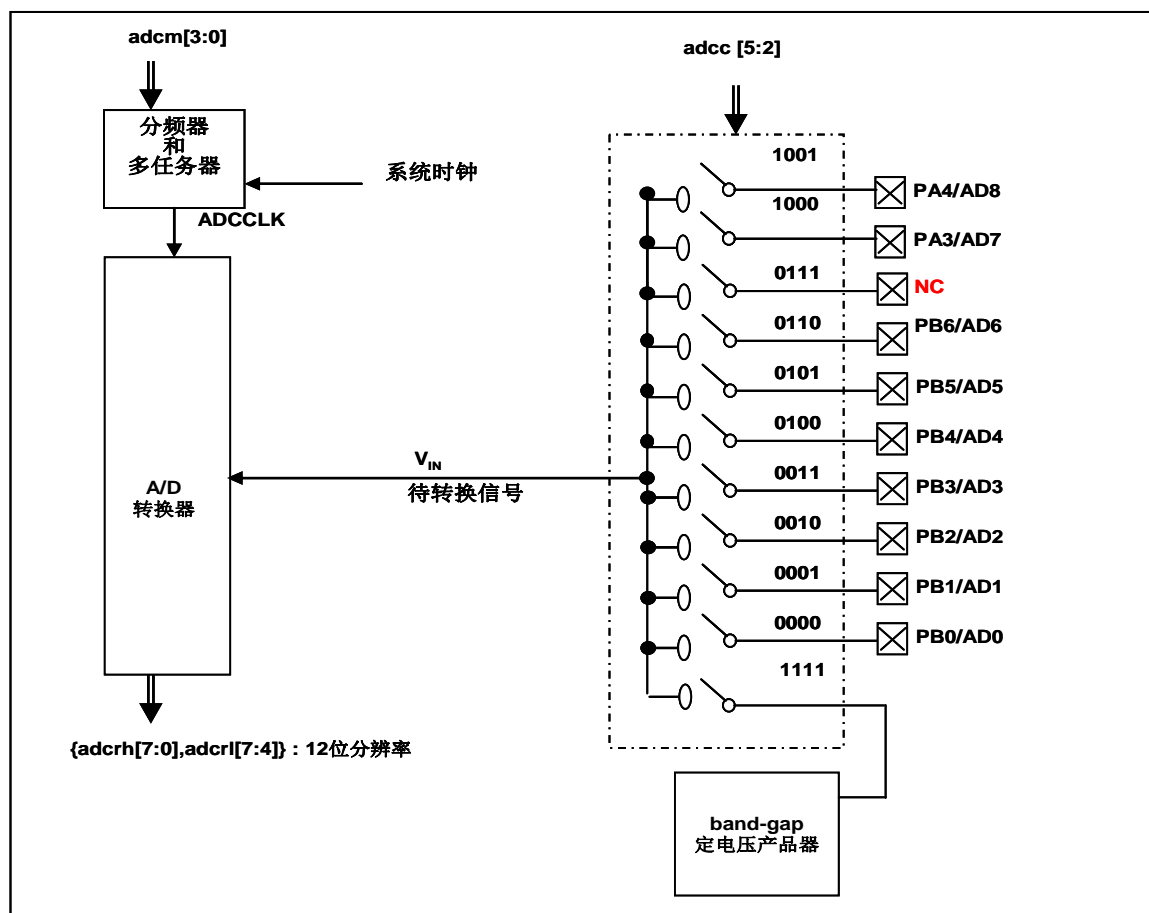 adcm[3:0]
分频器
和
多任务器
系统时钟
ADCCLK
A/D
转换器
VIN
待转换信号
{adcrh[7:0],adcrl[7:4]} : 12位分辨率
adcc [5:2]
1001
PA4/AD8
1000
PA3/AD7
0111
NC
0110
PB6/AD6
0101
PB5/AD5
0100
PB4/AD4
0011
PB3/AD3
0010
PB2/AD2
0001
PB1/AD1
0000
PB0/AD0
1111
band-gap
定电压产品器